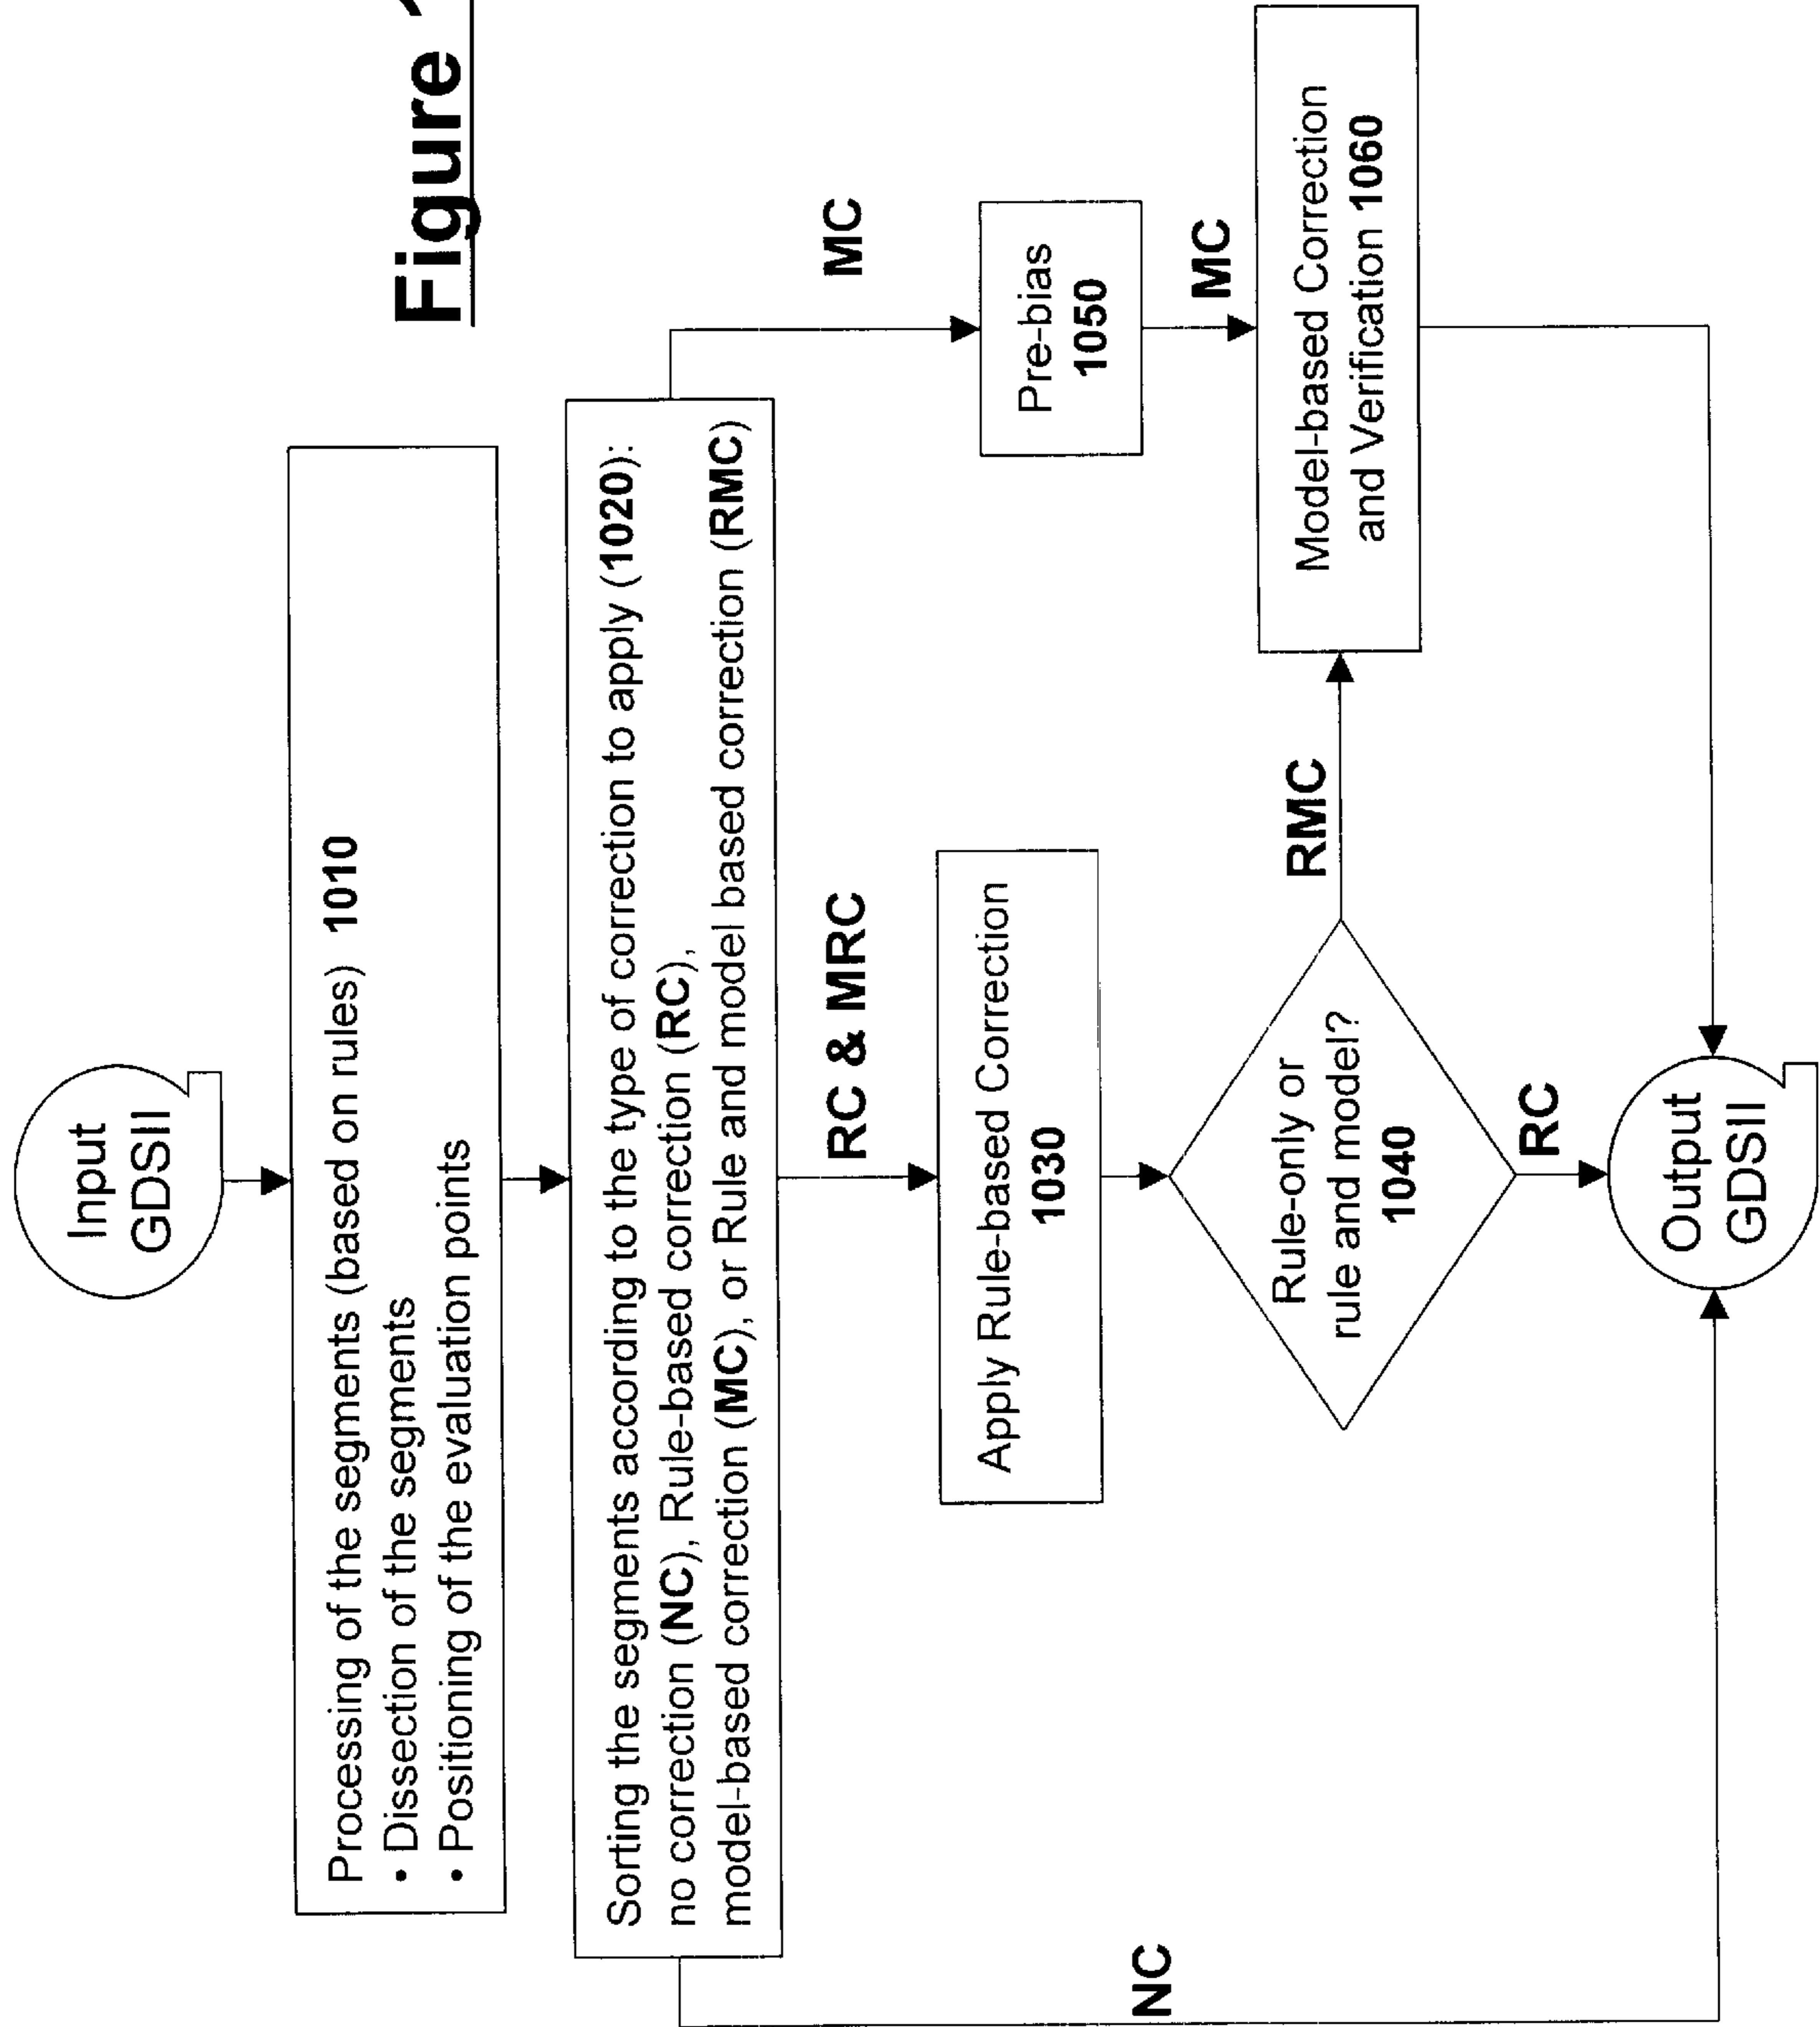 Figure
Input
GDSII
Processing of the segments (based on rules) 1010
• Dissection of the segments
• Positioning of the evaluation points
Sorting the segments according to the type of correction to apply (1020):
no correction (NC), Rule-based correction (RC),
model-based correction (MC), or Rule and model based correction (RMC)
NC
RC & MRC
MC
Apply Rule-based Correction
1030
Pre-bias
1050
MC
Rule-only or
rule and model?
1040
RMC
Model-based Correction
and Verification 1060
RC
Output
GDSII